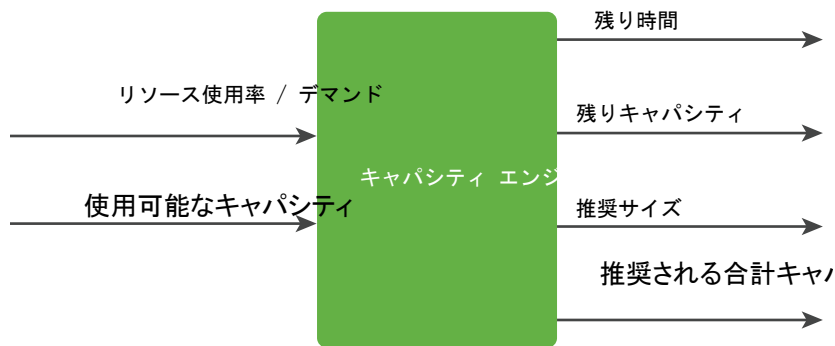 残り時間
リソース使用率 / デマンド
残りキャパシティ
キャパシティ エンジ
使用可能なキャパシティ
推奨サイズ
推奨される合計キャパ